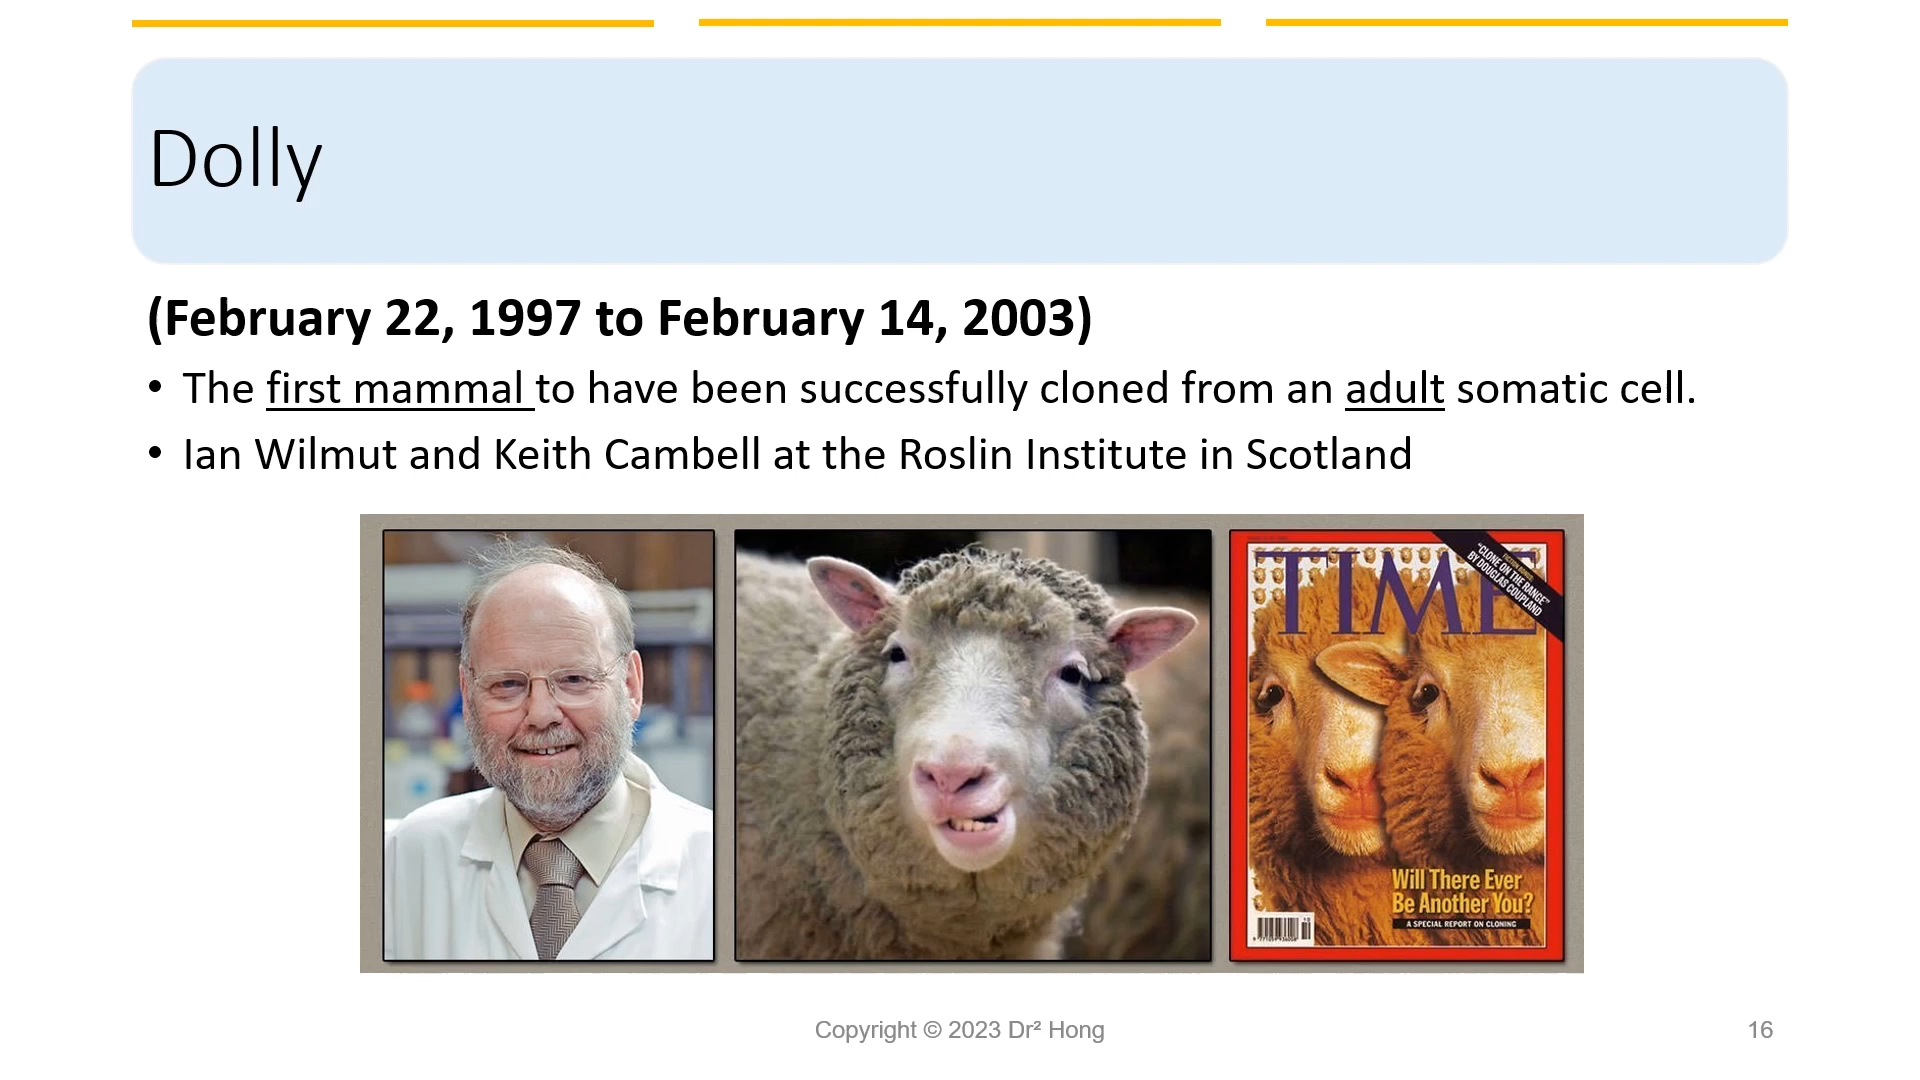 Dolly
(February 22, 1997 to February 14, 2003)
• The first mammal to have been successfully cloned from an adult somatic cell.
• Ian Wilmut and Keith Cambell at the Roslin Institute in Scotland
TIME
"CLONE ON THE RANGE"
BY DOUGLAS COUPLAND
Will There Ever
Be Another You?
A SPECIAL REPORT ON CLONING
Copyright © 2023 Dr² Hong
16